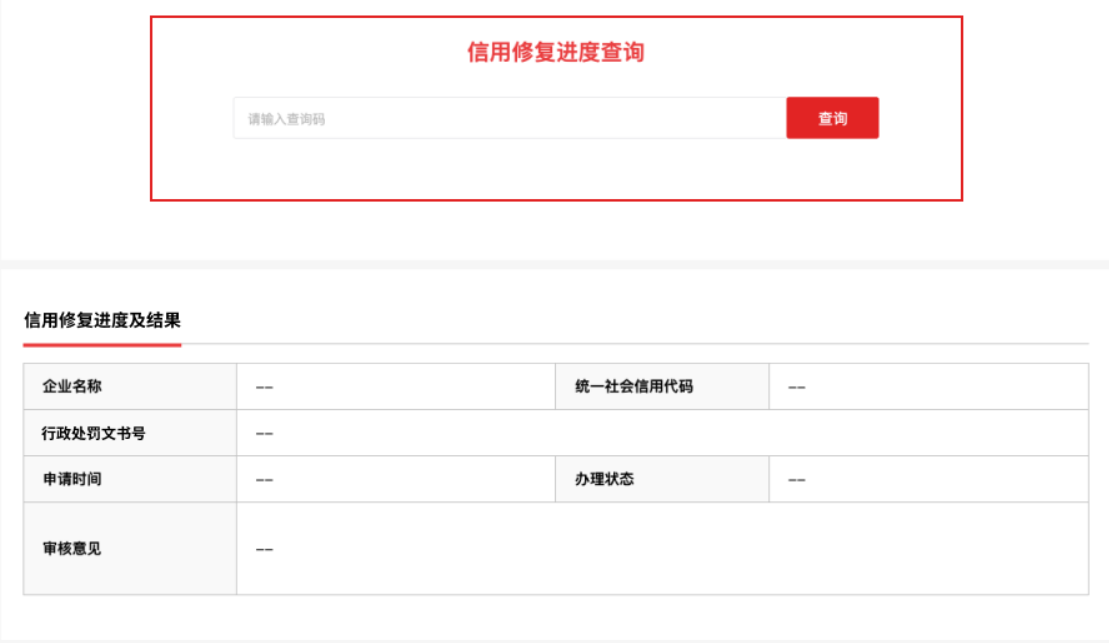 信用修复进度查询
请输入查询码 查询
信用修复进度及结果
企业名称 -- 统一社会信用代码 --
行政处罚文书号 --
申请时间 -- 办理状态 --
审核意见 --